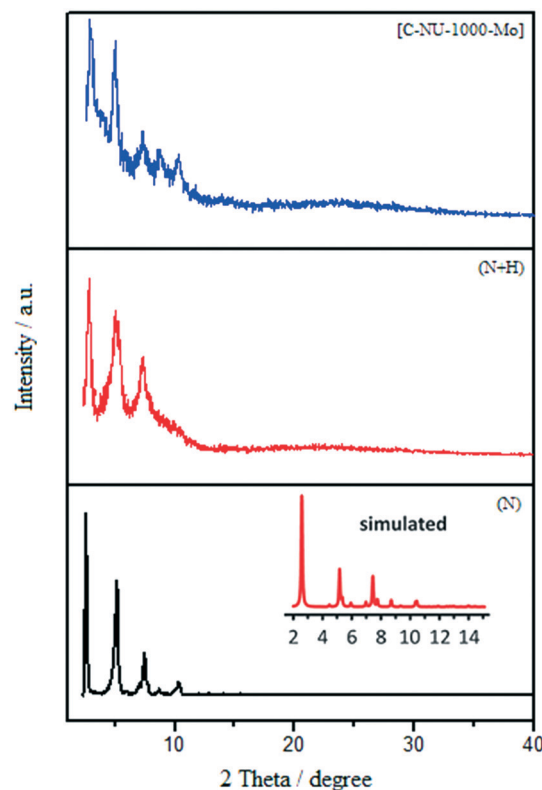 [C-NU-1000-Mo]
(N+H)
Intensity / a.u.
(N)
simulated
2 4 6 8 10 12 14
10 20 30 40
2 Theta / degree